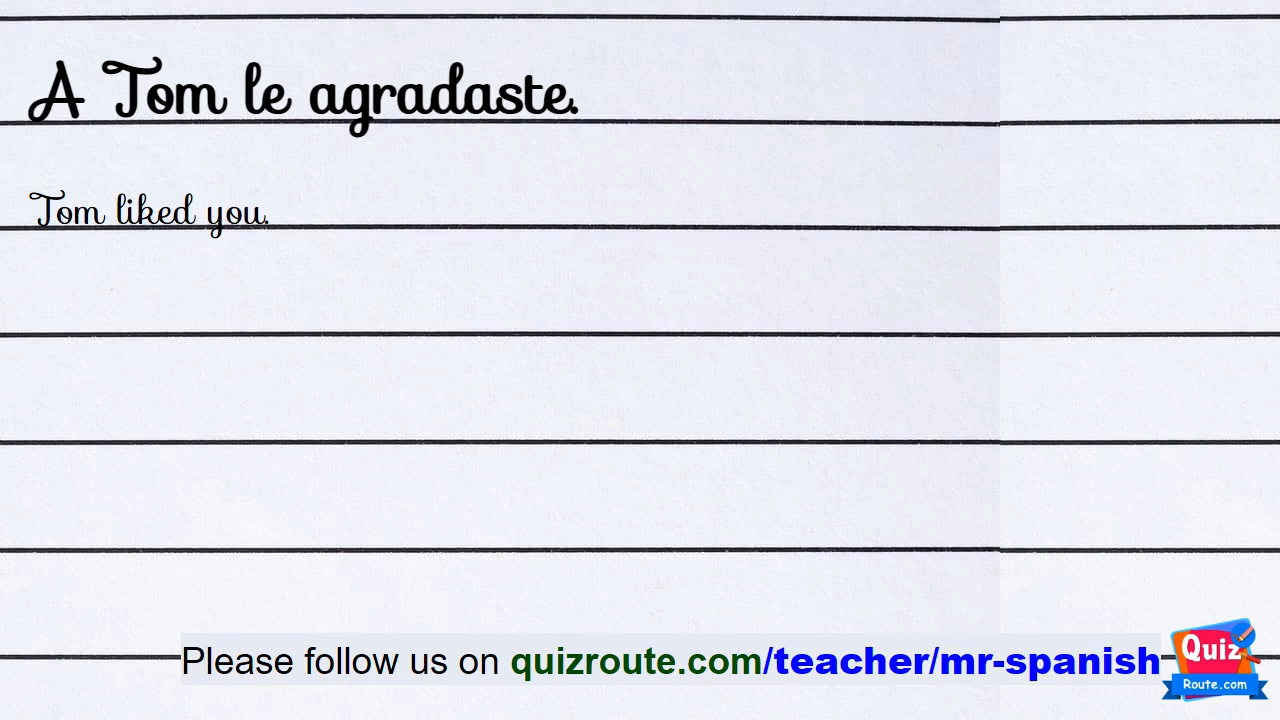 A Tom le agradaste.
Tom liked you.
Please follow us on quizroute.com/teacher/mr-spanish
Quiz
Route.com